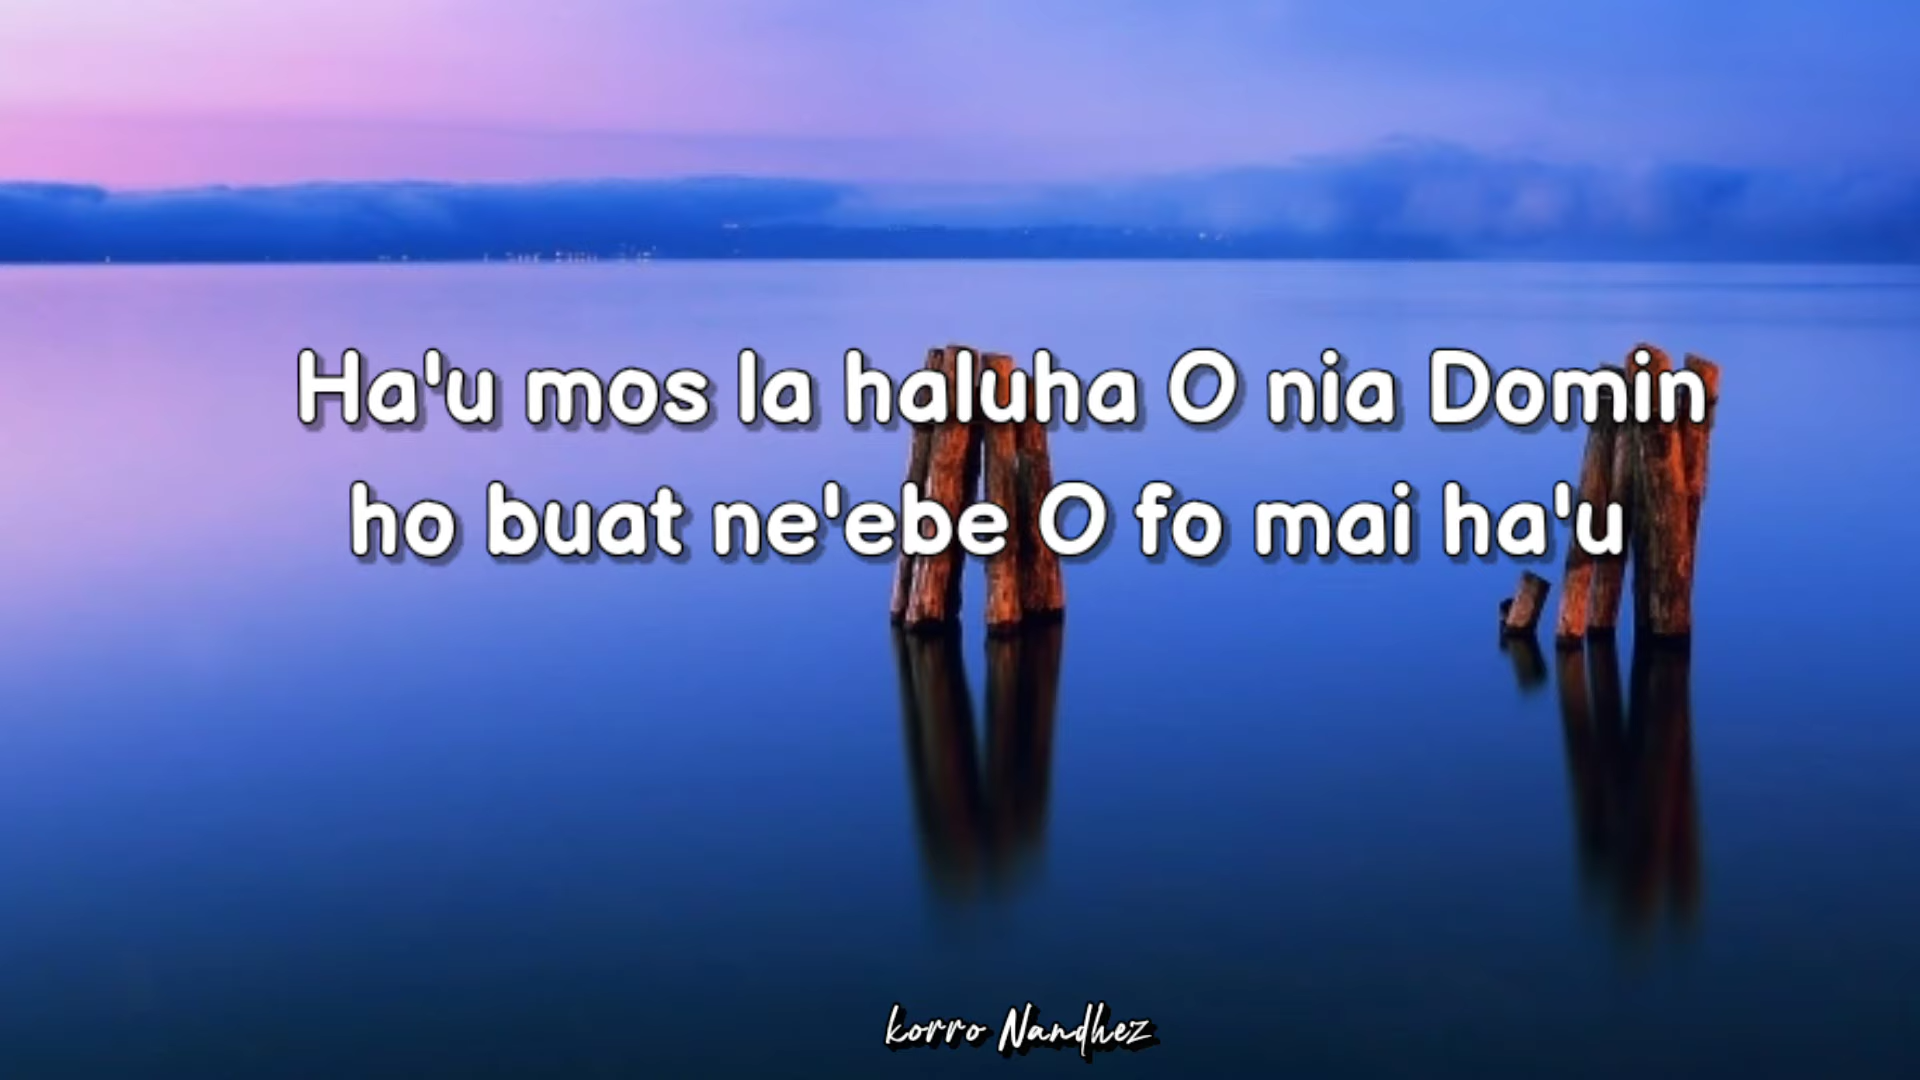 Ha'u mos la haluha O nia Domin
ho buat ne'ebe O fo mai ha'u
korro Nandhez